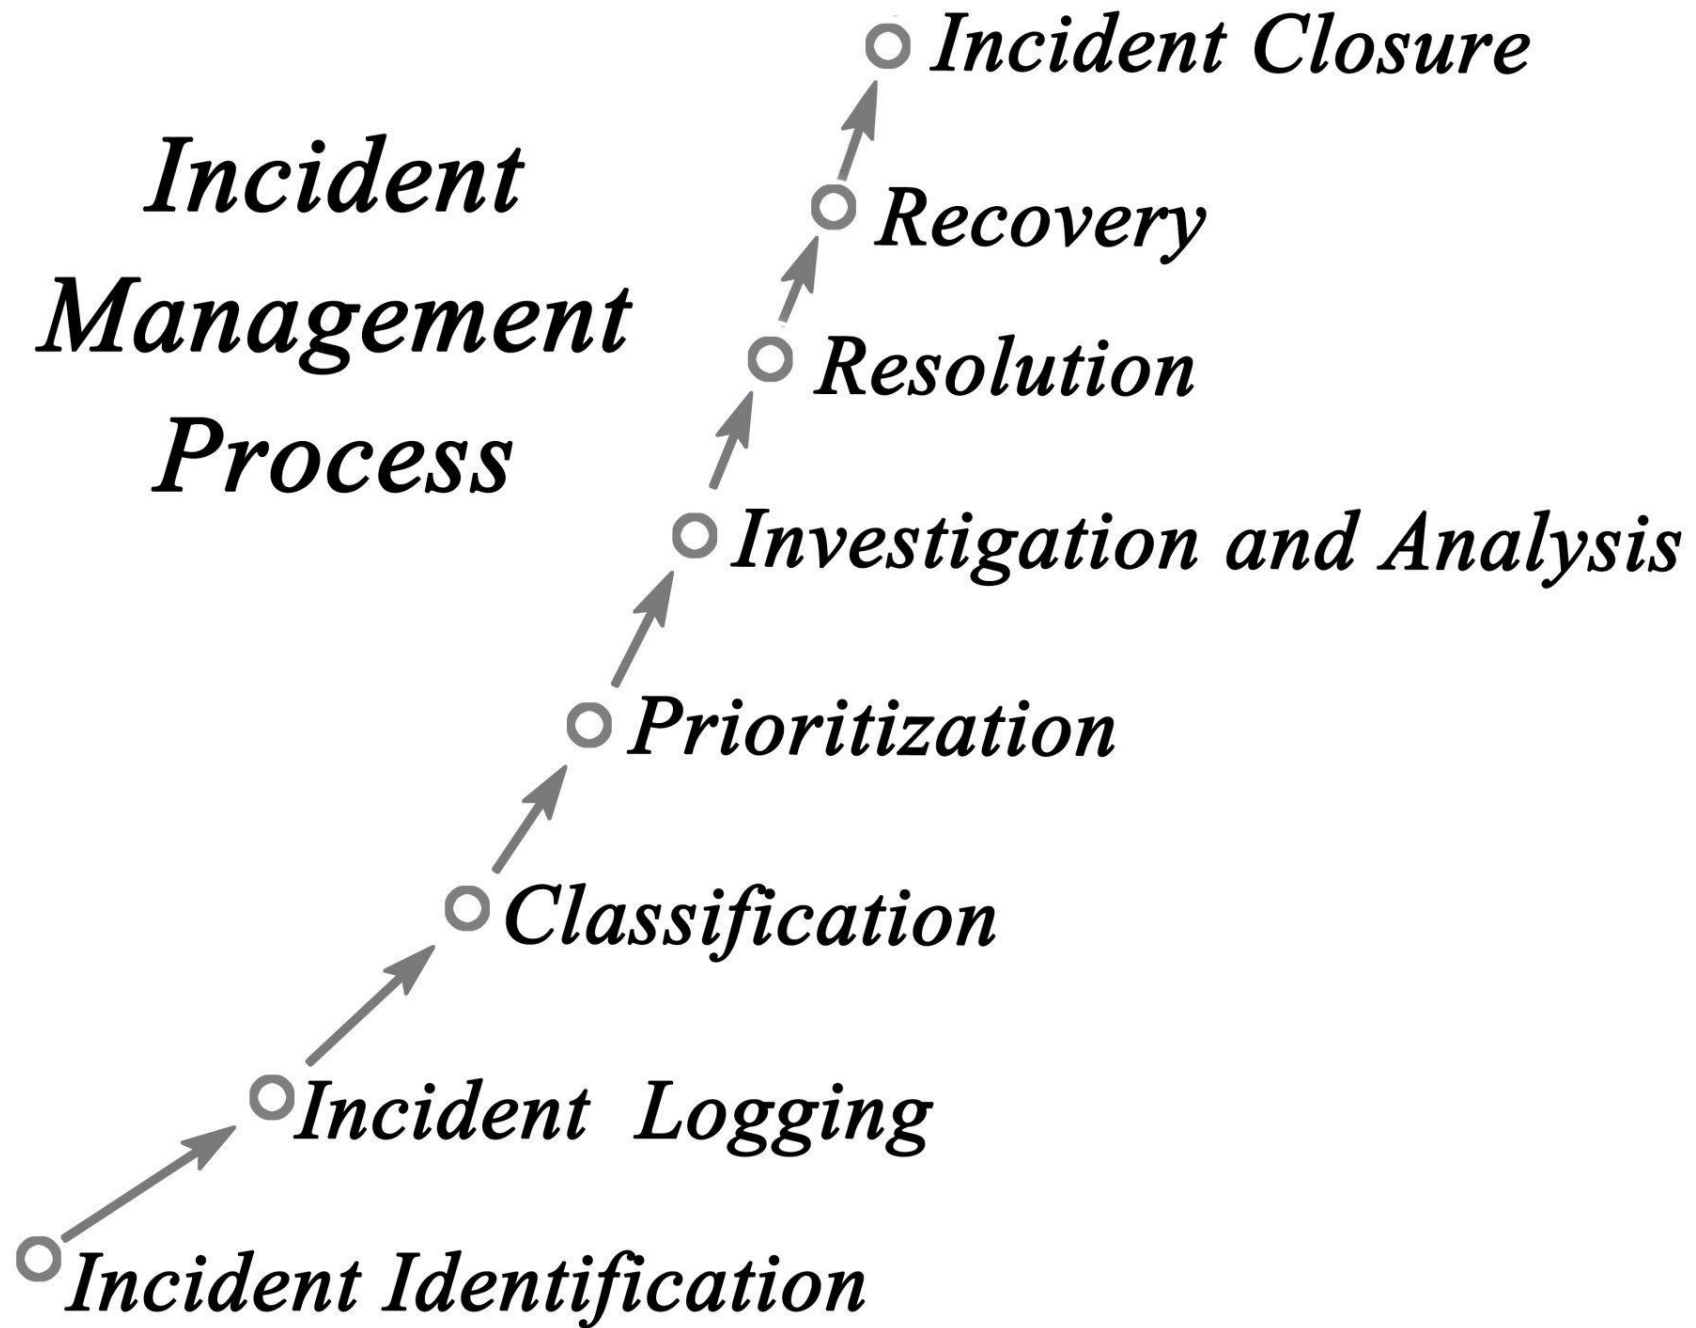 Incident
Management
Process
Incident Closure
Recovery
Resolution
Investigation and Analysis
Prioritization
Classification
Incident Logging
Incident Identification